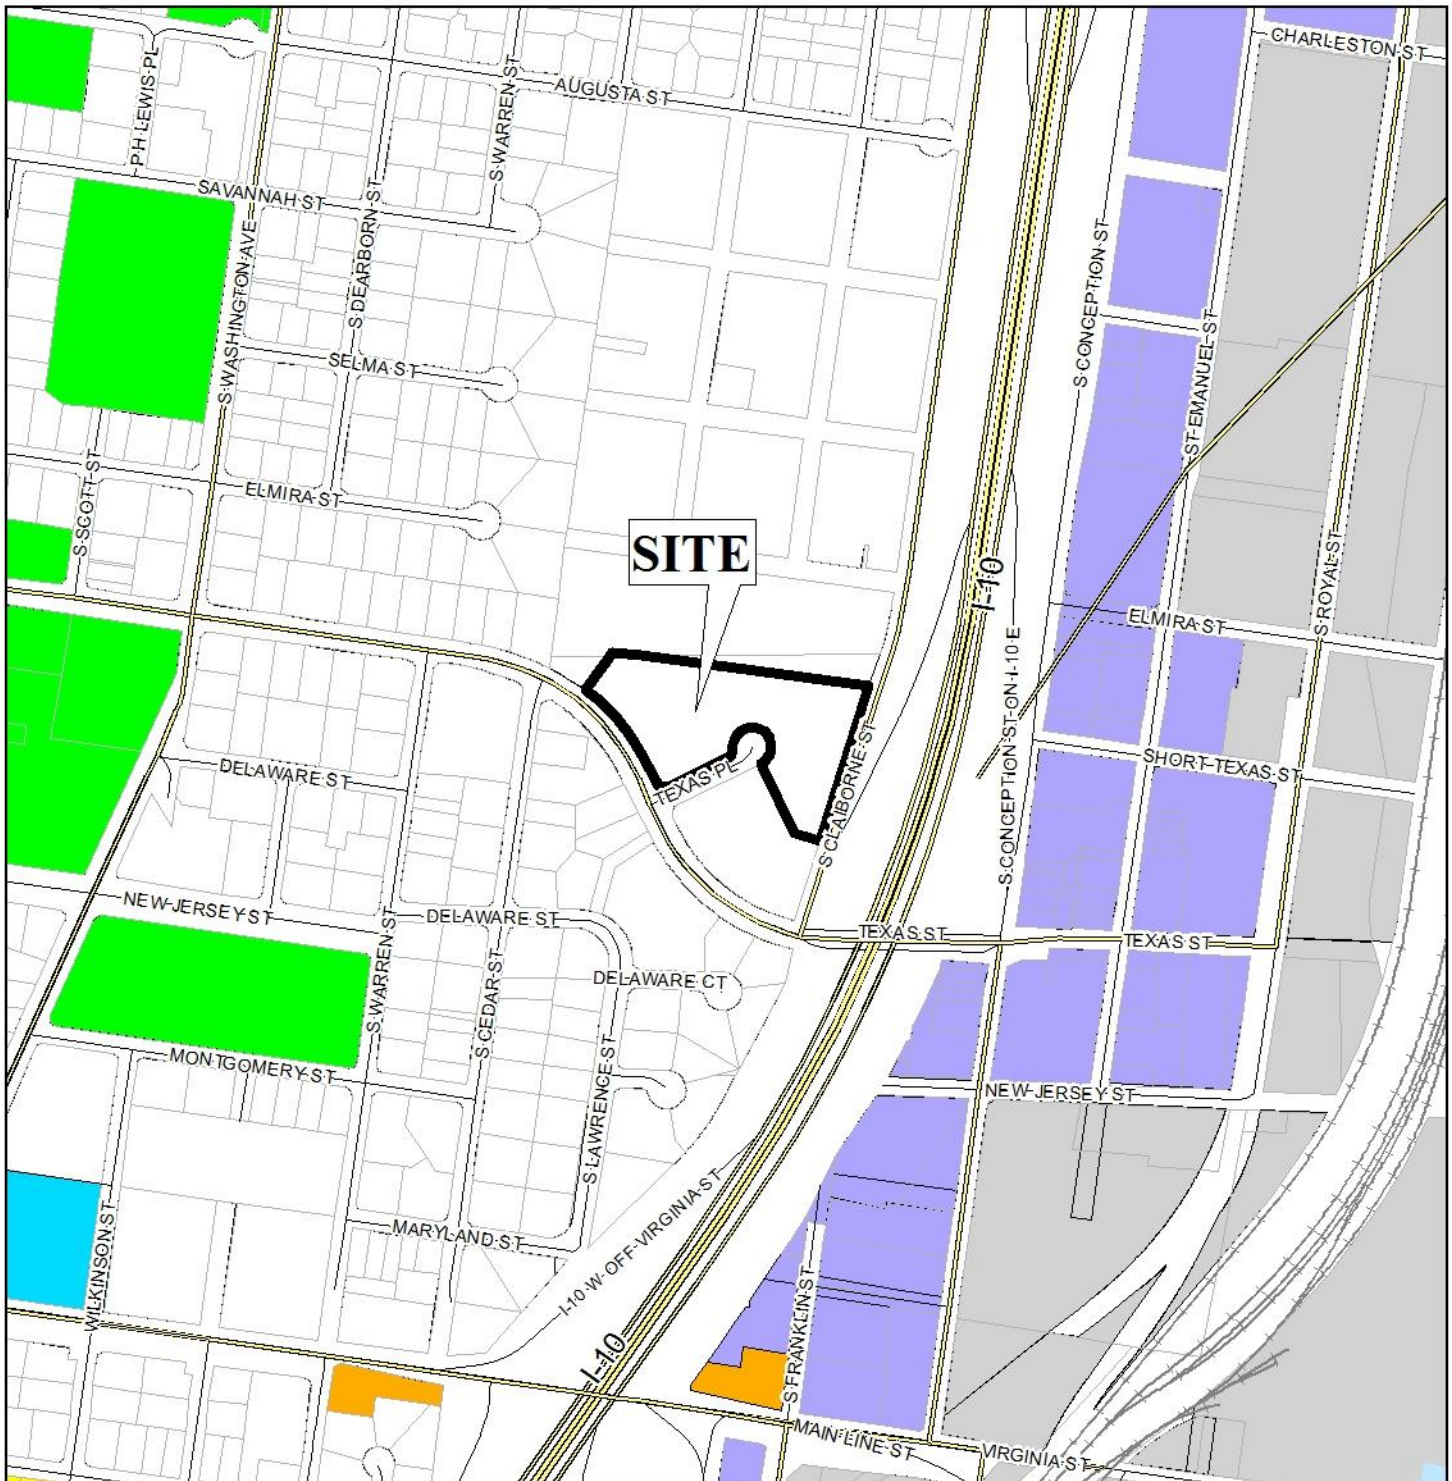 CHARLESTON ST
P H LEWIS PL
S WARREN ST
AUGUSTA ST
SAVANNAH ST
S DEARBORN ST
S WASHINGTON AVE
S CONCEPTION ST
ST EMANUEL ST
SELMA ST
S SCOTT ST
ELMIRA ST
SITE
I-10
S ROYAL ST
ELMIRA ST
S CONCEPTION ST ON I-10 E
DELAWARE ST
TEXAS PL
S CLAIBORNE ST
SHORT TEXAS ST
NEW JERSEY ST
S WARREN ST
DELAWARE ST
TEXAS ST
TEXAS ST
S CEDAR ST
DELAWARE CT
MONTGOMERY ST
S LAWRENCE ST
NEW JERSEY ST
I-10 W OFF VIRGINIA ST
WILKINSON ST
MARYLAND ST
S FRANKLIN ST
I-10
MAIN LINE ST
VIRGINIA ST